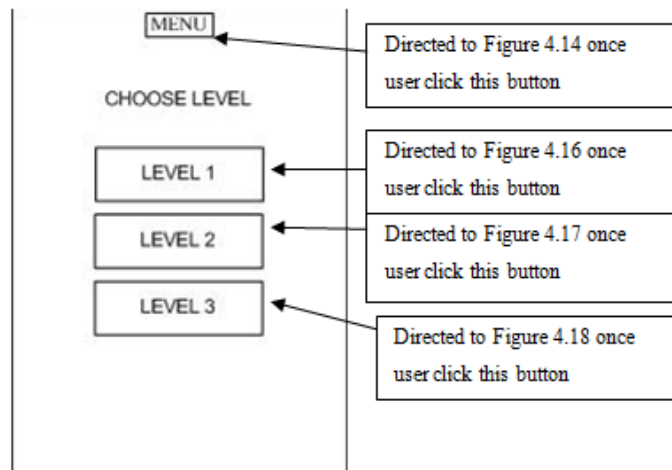 MENU
Directed to Figure 4.14 once
user click this button
CHOOSE LEVEL
LEVEL 1
Directed to Figure 4.16 once
user click this button
LEVEL 2
Directed to Figure 4.17 once
user click this button
LEVEL 3
Directed to Figure 4.18 once
user click this button